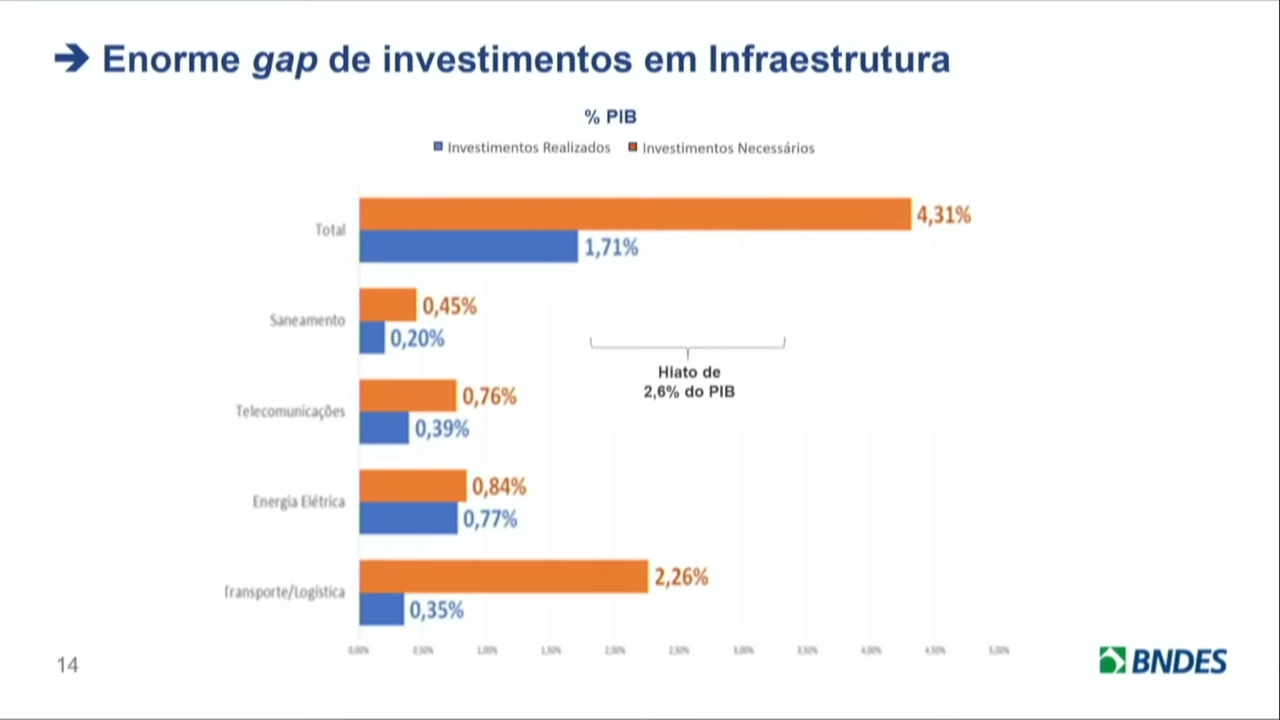 ➔ Enorme gap de investimentos em Infraestrutura
% PIB
Investimentos Realizados Investimentos Necessários
Total 4,31%
1,71%
Saneamento 0,45%
0,20%
Hiato de
2,6% do PIB
Telecomunicações 0,76%
0,39%
Energia Elétrica 0,84%
0,77%
Transporte/Logística 2,26%
0,35%
0,00% 0,50% 1,00% 1,50% 2,00% 2,50% 3,00% 3,50% 4,00% 4,50% 5,00%
14
BNDES